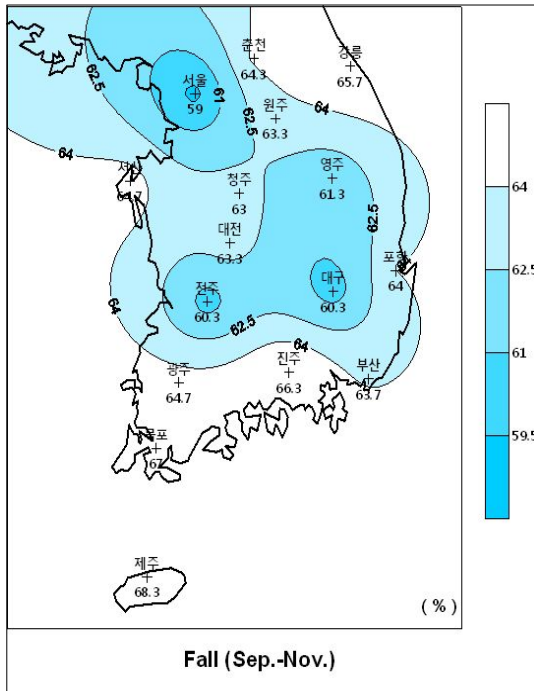 춘천
64.3
강릉
65.7
62.5
서울
59
61
원주
63.3
62.5
64
64
영주
61.3
청주
63
62.5
대전
63.3
포항
64
64
전주
60.3
대구
60.3
62.5
64
광주
64.7
진주
66.3
부산
63.7
목포
67
제주
68.3
( % )
64
62.5
61
59.5
Fall (Sep.-Nov.)